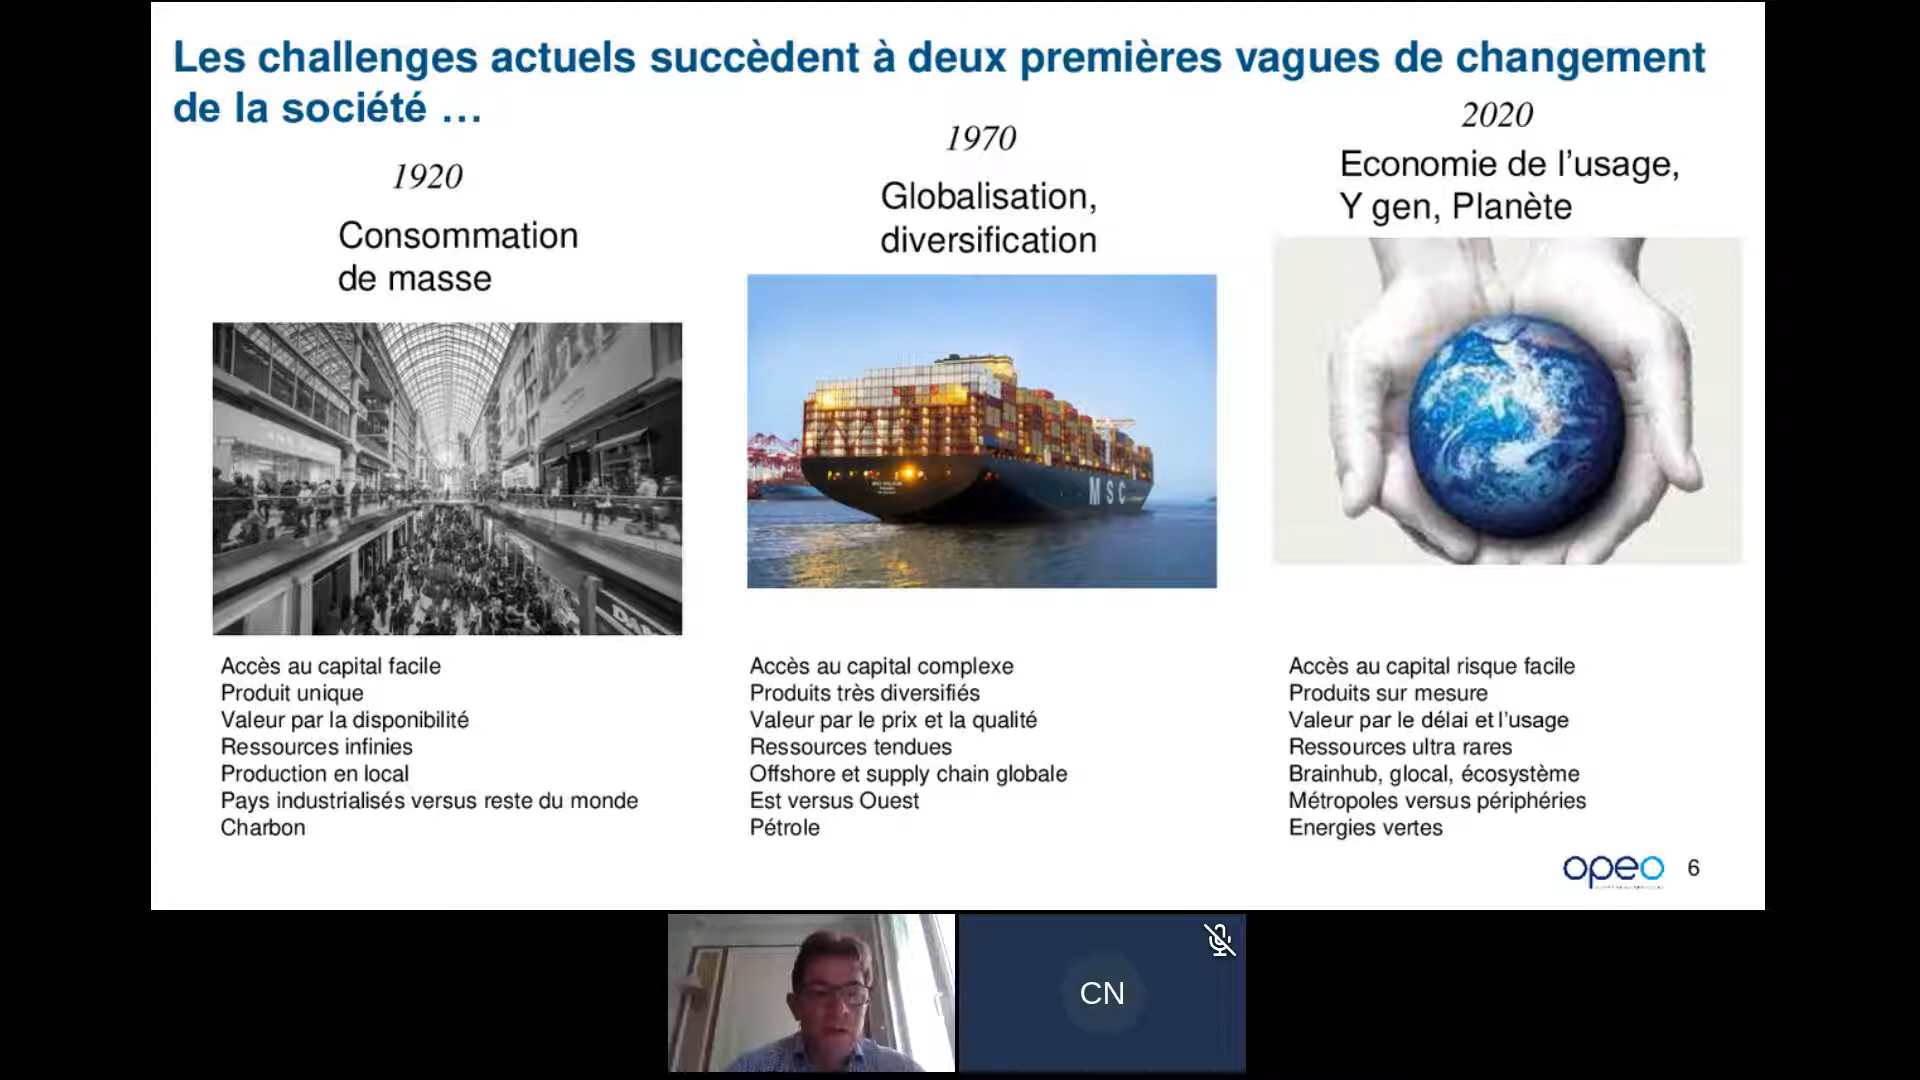 Les challenges actuels succèdent à deux premières vagues de changement
de la société …
1920
Consommation
de masse
1970
Globalisation,
diversification
2020
Economie de l’usage,
Y gen, Planète
MSC
Accès au capital facile
Produit unique
Valeur par la disponibilité
Ressources infinies
Production en local
Pays industrialisés versus reste du monde
Charbon
Accès au capital complexe
Produits très diversifiés
Valeur par le prix et la qualité
Ressources tendues
Offshore et supply chain globale
Est versus Ouest
Pétrole
Accès au capital risque facile
Produits sur mesure
Valeur par le délai et l’usage
Ressources ultra rares
Brainhub, glocal, écosystème
Métropoles versus périphéries
Energies vertes
opeo
6
CN